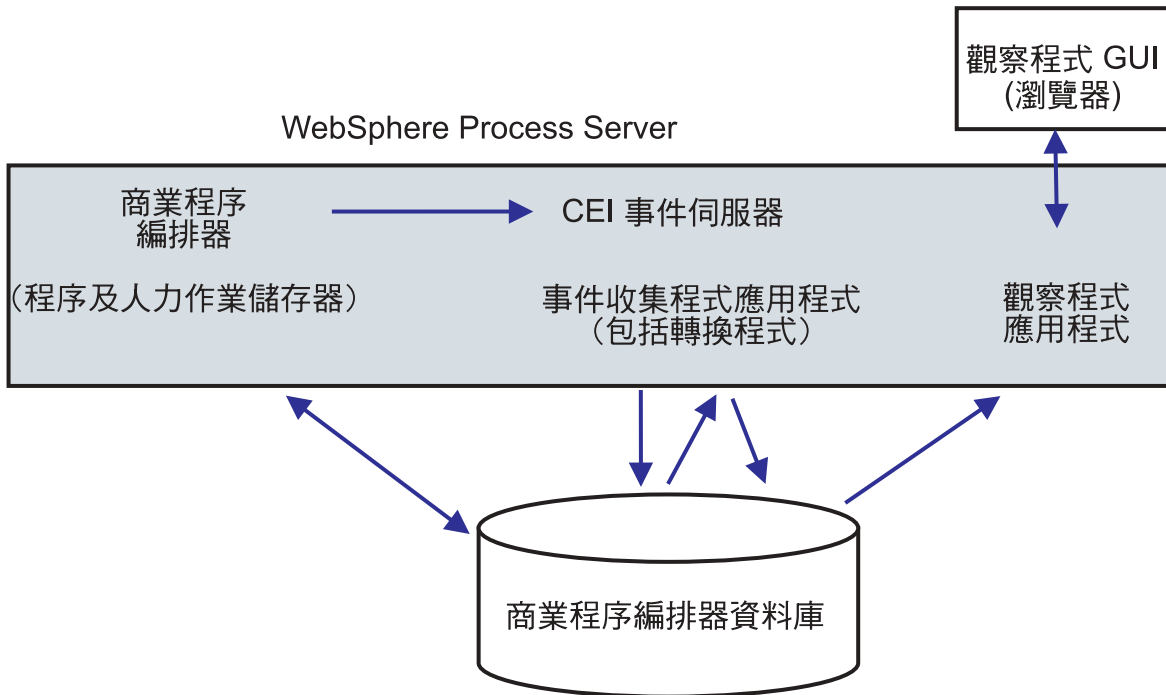 觀察程式 GUI
(瀏覽器)
WebSphere Process Server
商業程序
編排器
（程序及人力作業儲存器）
CEI 事件伺服器
事件收集程式應用程式
（包括轉換程式）
觀察程式
應用程式
商業程序編排器資料庫